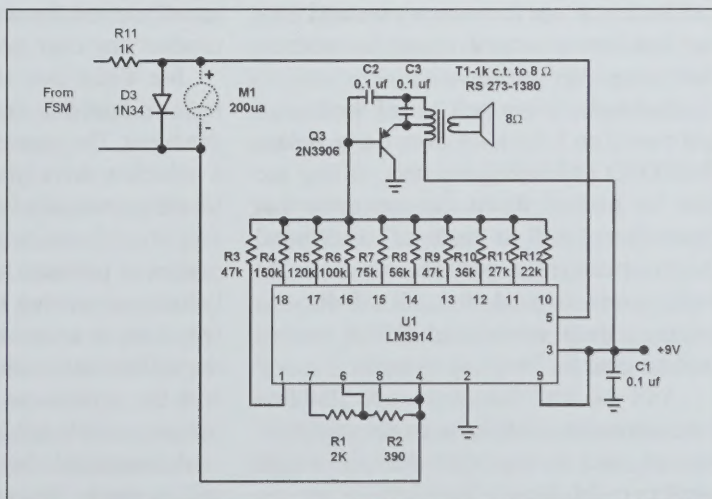 R11
1K
From
FSM
D3
1N34
+
M1
200ua
-
C2
0.1 uf
C3
0.1 uf
T1-1k c.t. to 8 Ω
RS 273-1380
8Ω
Q3
2N3906
R3
47k
R4
150k
R5
120k
R6
100k
R7
75k
R8
56k
R9
47k
R10
36k
R11
27k
R12
22k
18 17 16 15 14 13 12 11 10
U1
LM3914
5
3
+9V
C1
0.1 uf
7 6 8 4 2 9
R1
2K
R2
390